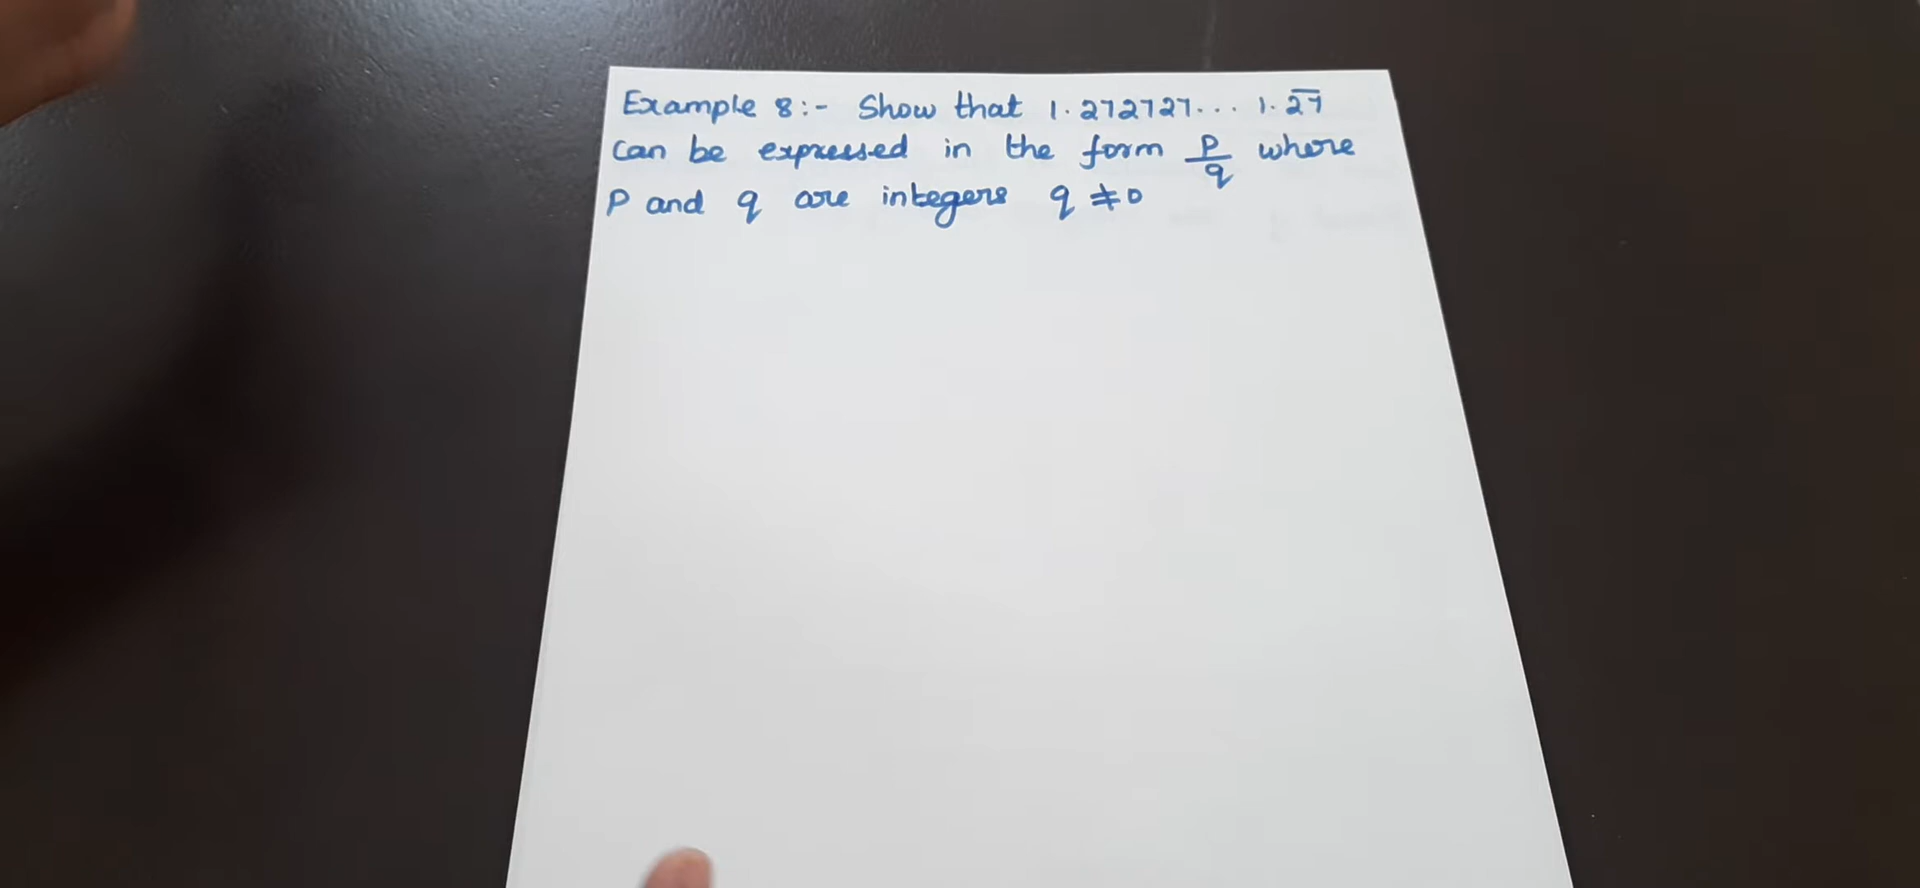 Example 8:- Show that 1.272727... 1.2̅7̅
can be expressed in the form p/q where
p and q are integers q ≠ 0